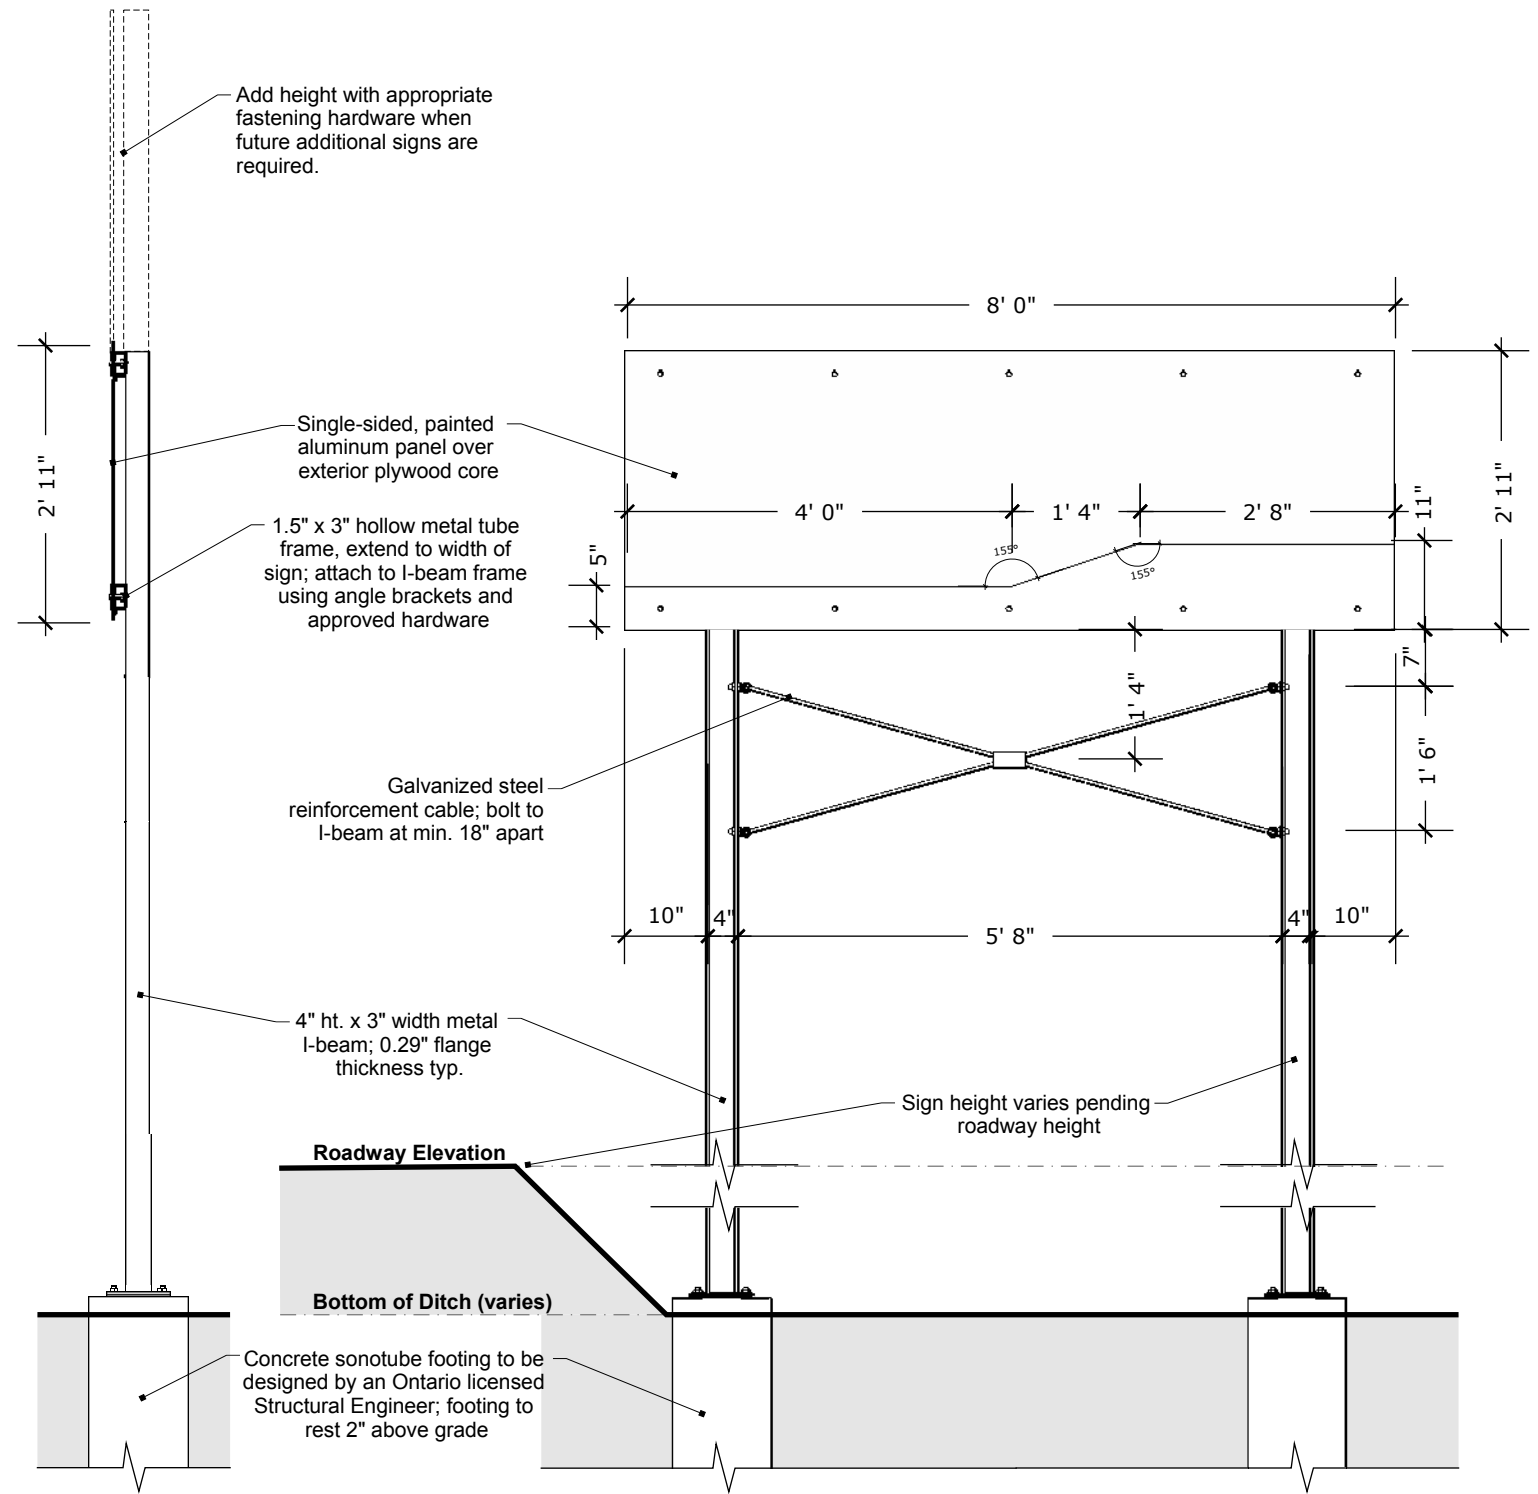 Add height with appropriate
fastening hardware when
future additional signs are
required.
8' 0"
2' 11"
Single-sided, painted
aluminum panel over
exterior plywood core
1.5" x 3" hollow metal tube
frame, extend to width of
sign; attach to I-beam frame
using angle brackets and
approved hardware
4' 0"
1' 4"
2' 8"
11"
2' 11"
5"
155°
155°
7"
1' 4"
1' 6"
Galvanized steel
reinforcement cable; bolt to
I-beam at min. 18" apart
10"
4"
5' 8"
4"
10"
4" ht. x 3" width metal
I-beam; 0.29" flange
thickness typ.
Sign height varies pending
roadway height
Roadway Elevation
Bottom of Ditch (varies)
Concrete sonotube footing to be
designed by an Ontario licensed
Structural Engineer; footing to
rest 2" above grade